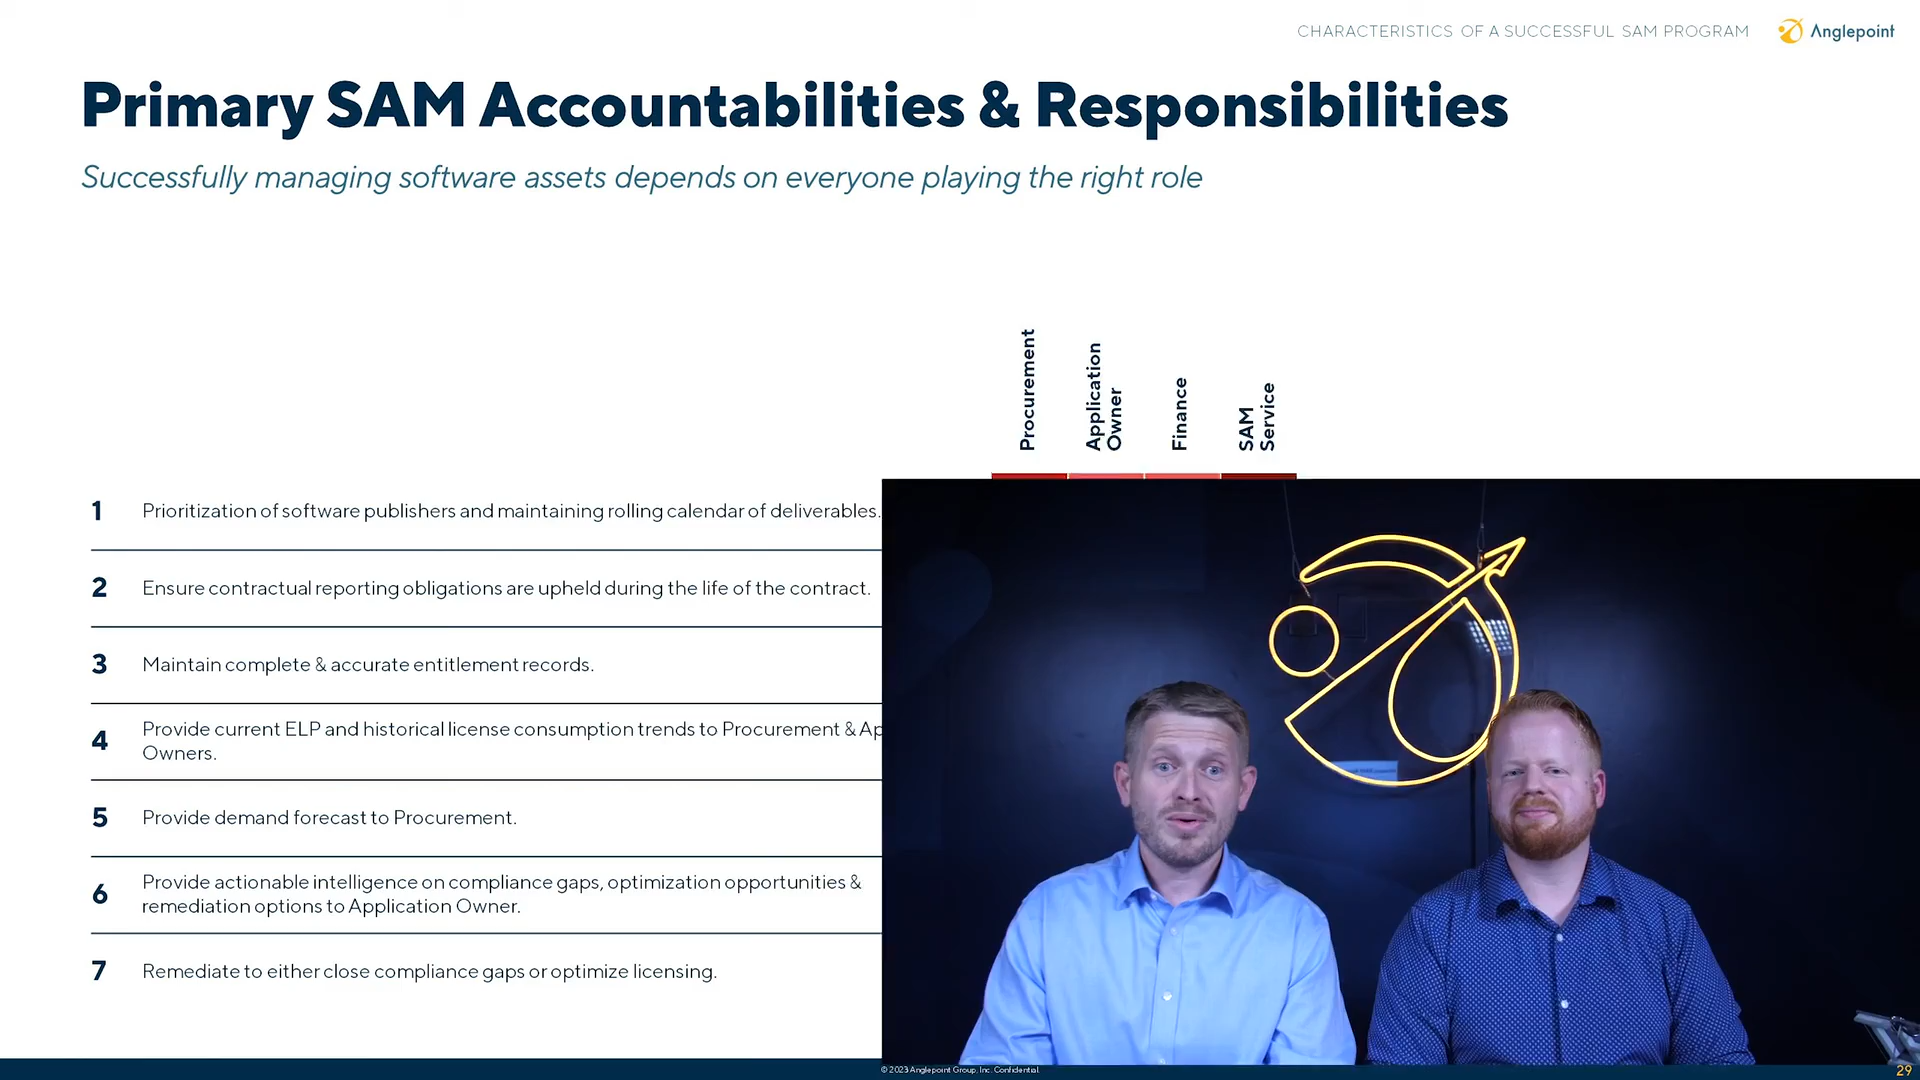 CHARACTERISTICS OF A SUCCESSFUL SAM PROGRAM
Anglepoint
Primary SAM Accountabilities & Responsibilities
Successfully managing software assets depends on everyone playing the right role
Procurement
Application
Owner
Finance
SAM
Service
1 Prioritization of software publishers and maintaining rolling calendar of deliverables.
2 Ensure contractual reporting obligations are upheld during the life of the contract.
3 Maintain complete & accurate entitlement records.
4 Provide current ELP and historical license consumption trends to Procurement & Ap
Owners.
5 Provide demand forecast to Procurement.
6 Provide actionable intelligence on compliance gaps, optimization opportunities &
remediation options to Application Owner.
7 Remediate to either close compliance gaps or optimize licensing.
© 2023 Anglepoint Group, Inc. Confidential.
29